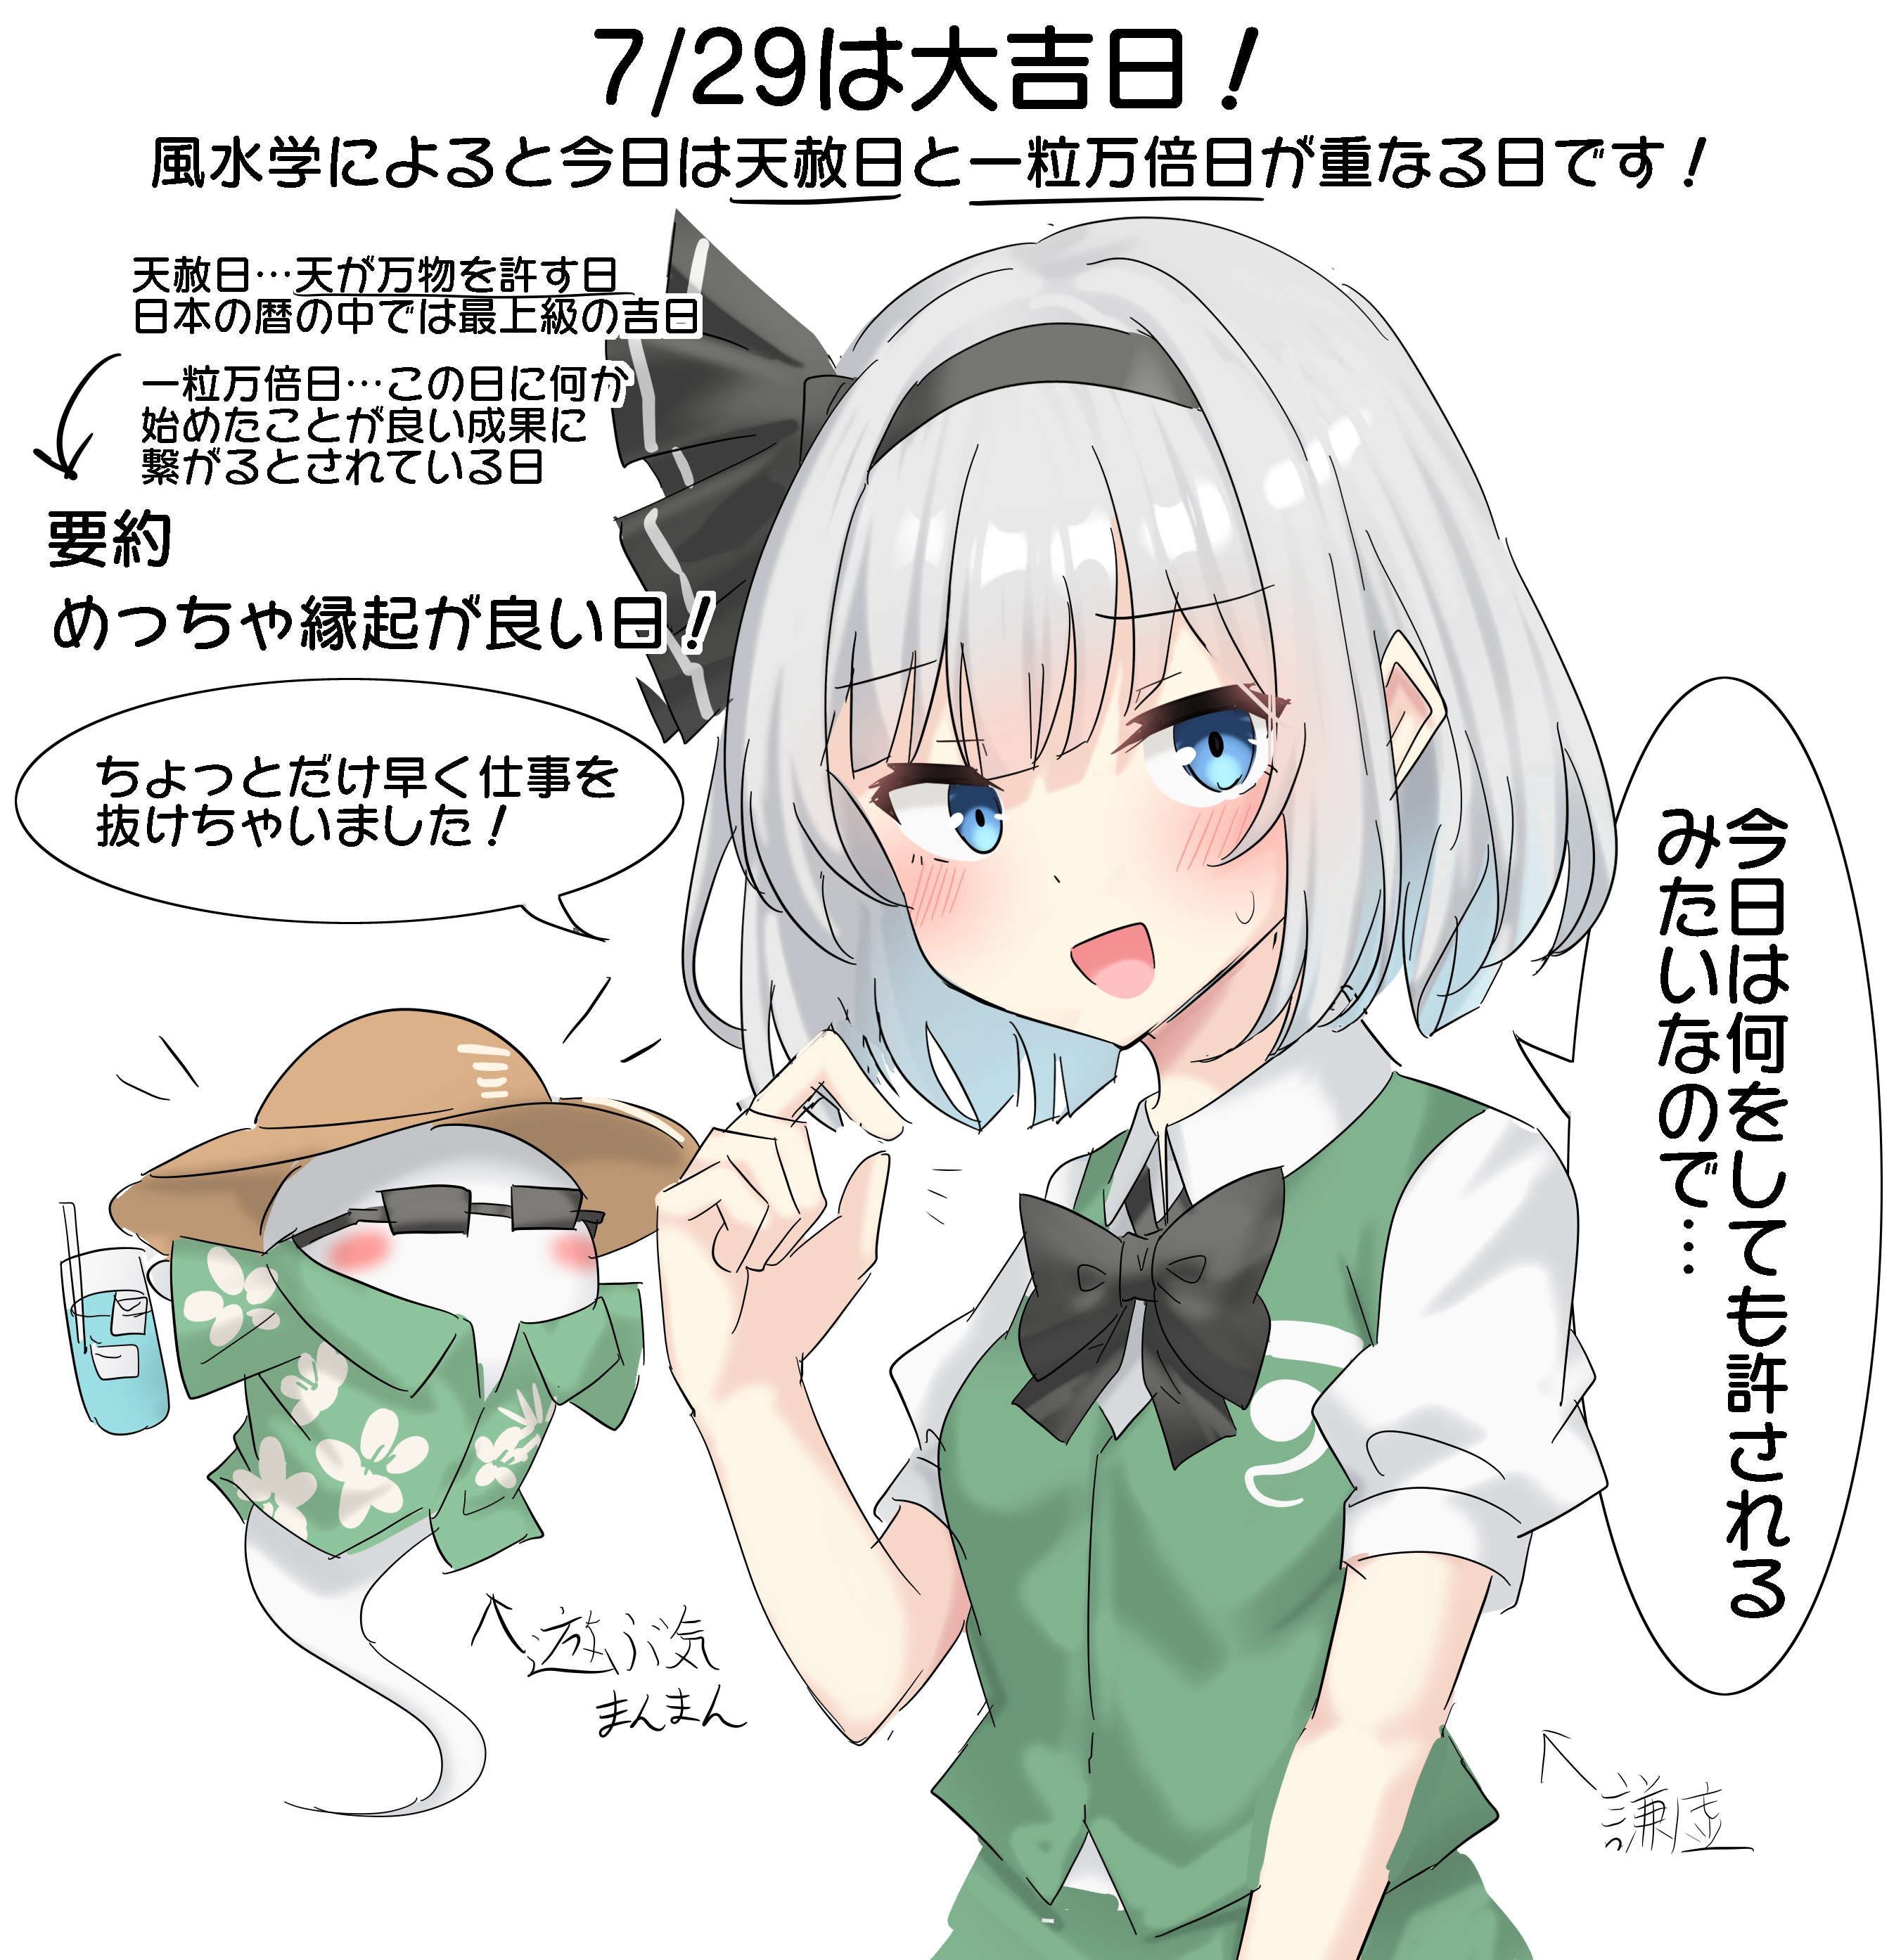 7/29は大吉日！
風水学によると今日は天赦日と一粒万倍日が重なる日です！
天赦日…天が万物を許す日
日本の暦の中では最上級の吉日
一粒万倍日…この日に何か
始めたことが良い成果に
繋がるとされている日
要約
めっちゃ縁起が良い日！
ちょっとだけ早く仕事を
抜けちゃいました！
今日は何をしても許される
みたいなので…
遊ぶ気
まんまん
謙虚